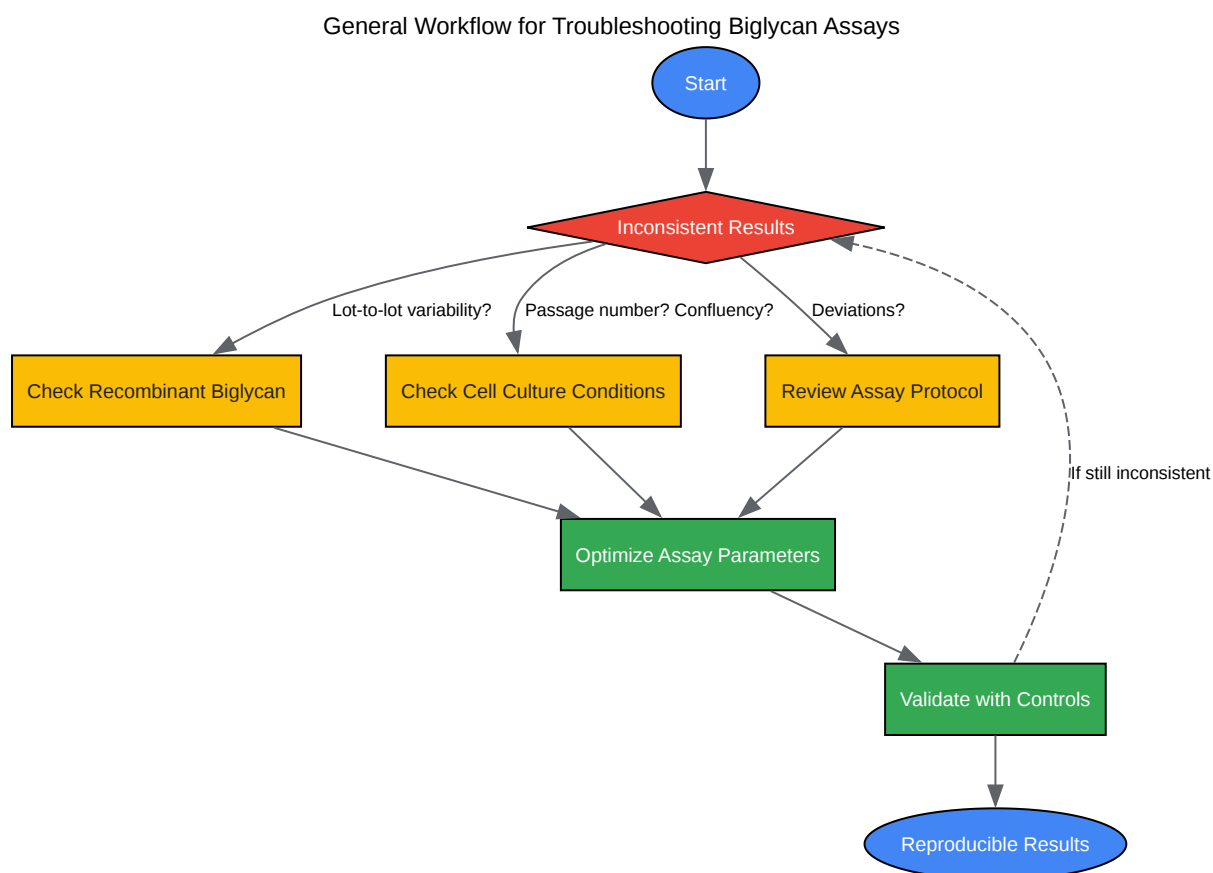 General Workflow for Troubleshooting Biglycan Assays
Start
Inconsistent Results
Lot-to-lot variability?
Passage number? Confluency?
Deviations?
Check Recombinant Biglycan
Check Cell Culture Conditions
Review Assay Protocol
If still inconsistent
Optimize Assay Parameters
Validate with Controls
Reproducible Results